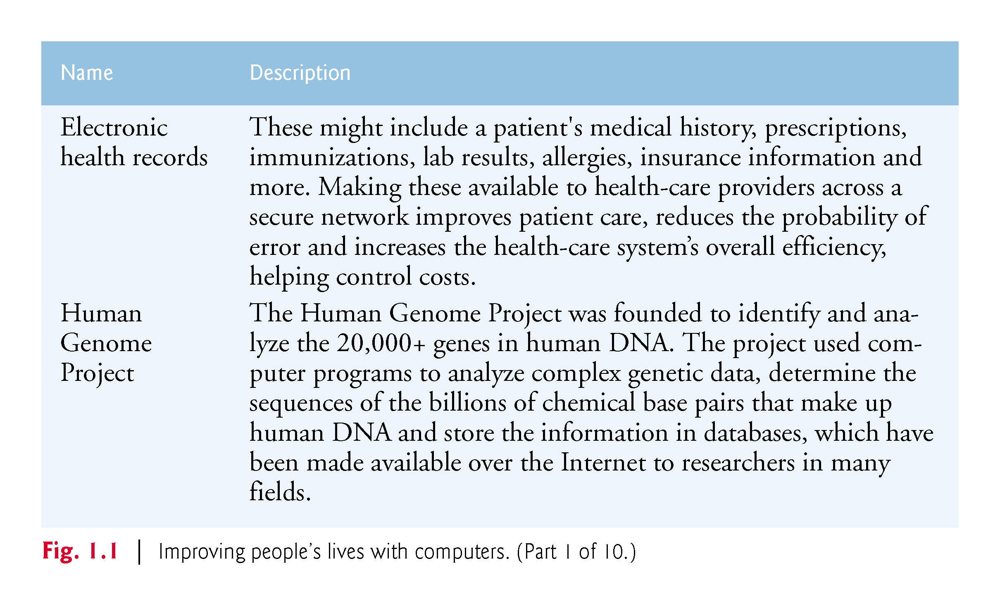 Name Description
Electronic health records
These might include a patient's medical history, prescriptions,
immunizations, lab results, allergies, insurance information and
more. Making these available to health-care providers across a
secure network improves patient care, reduces the probability of
error and increases the health-care system’s overall efficiency,
helping control costs.
Human
Genome
Project
The Human Genome Project was founded to identify and ana-
lyze the 20,000+ genes in human DNA. The project used com-
puter programs to analyze complex genetic data, determine the
sequences of the billions of chemical base pairs that make up
human DNA and store the information in databases, which have
been made available over the Internet to researchers in many
fields.
Fig. 1.1 | Improving people’s lives with computers. (Part 1 of 10.)